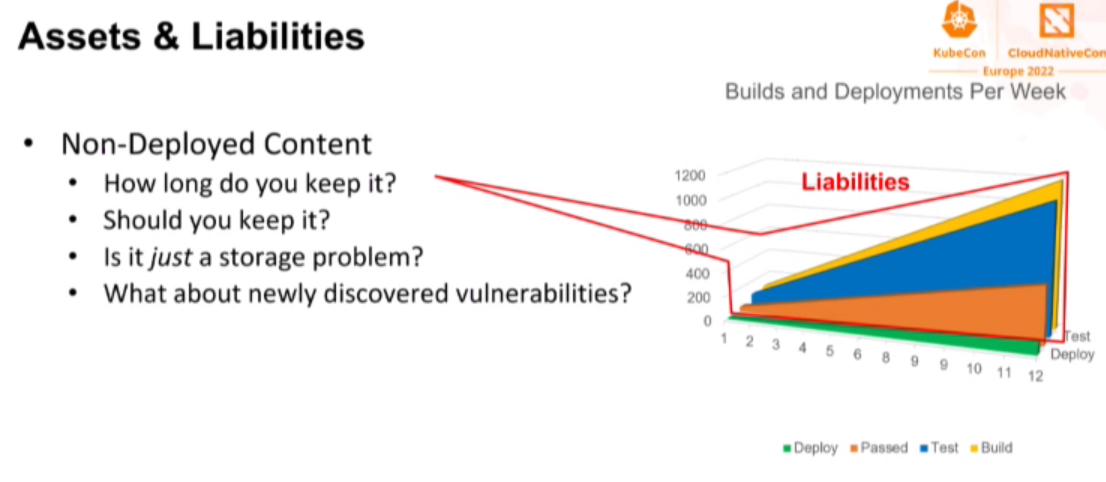 Assets & Liabilities
KubeCon
CloudNativeCon
Europe 2022
Builds and Deployments Per Week
• Non-Deployed Content
• How long do you keep it?
• Should you keep it?
• Is it just a storage problem?
• What about newly discovered vulnerabilities?
Liabilities
1200
1000
800
600
400
200
0
1 2 3 4 5 6 8 9 9 10 11 12
Test
Deploy
Deploy Passed Test Build